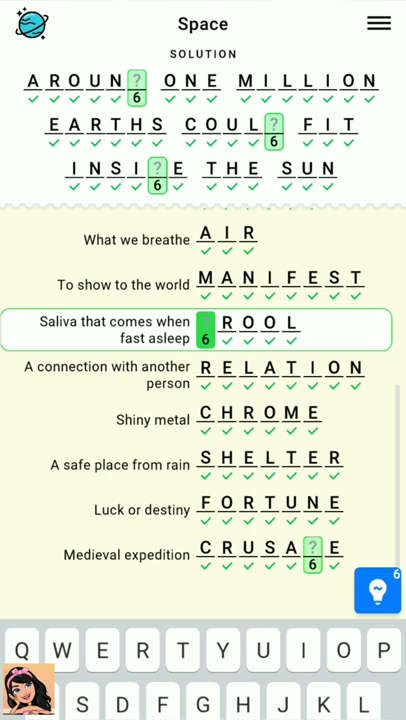 Space
SOLUTION
AROUN? ONE MILLION
6
EARTHS COUL? FIT
6
INSI?E THE SUN
6
What we breathe AIR
To show to the world MANIFEST
Saliva that comes when
fast asleep ?ROOL
6
A connection with another
person RELATION
Shiny metal CHROME
A safe place from rain SHELTER
Luck or destiny FORTUNE
Medieval expedition CRUSA?E
6
6
Q W E R T Y U I O P
S D F G H J K L